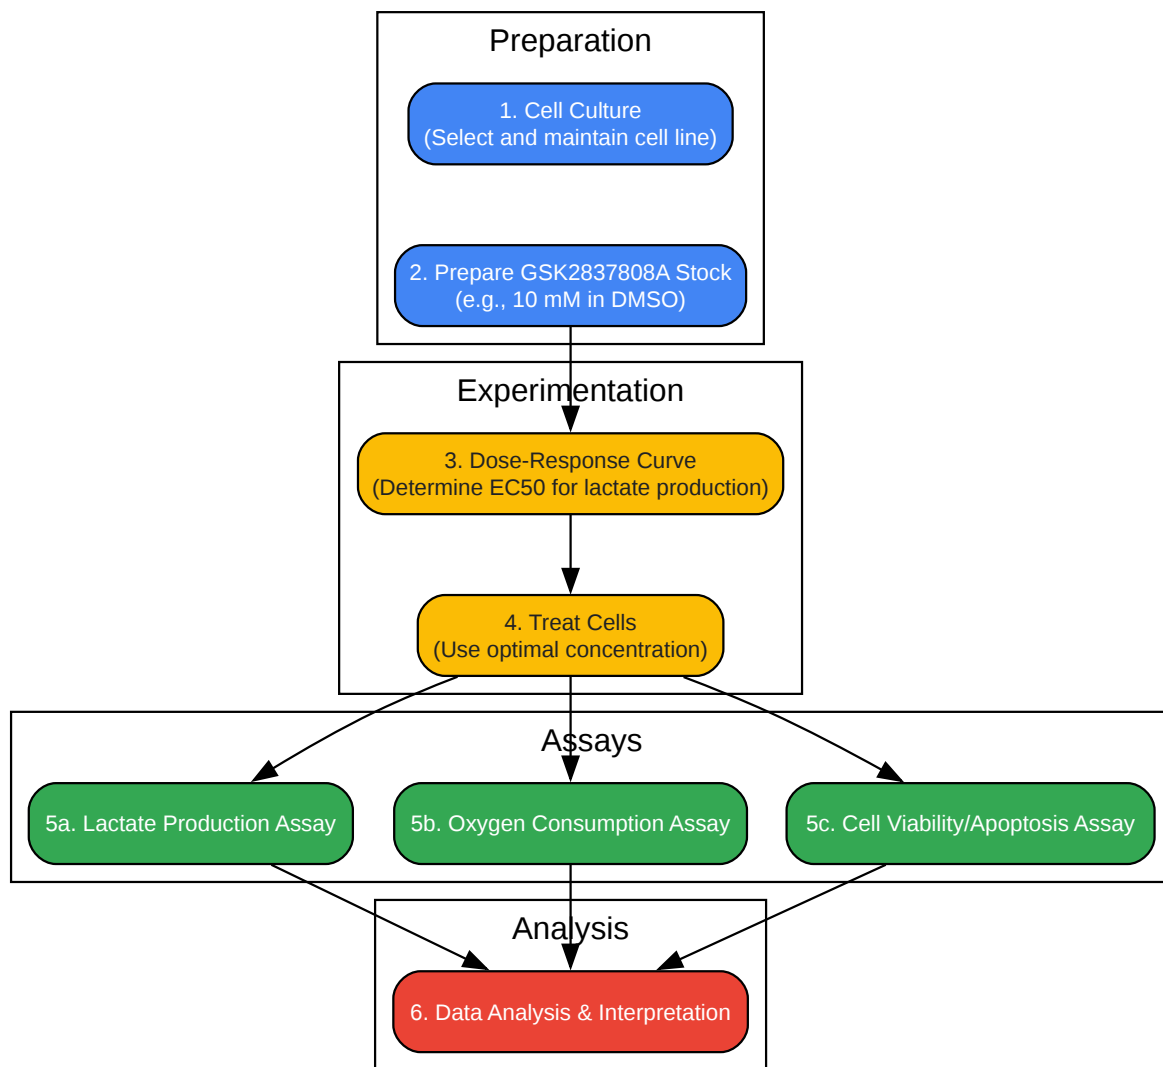 Preparation
1. Cell Culture
(Select and maintain cell line)
2. Prepare GSK2837808A Stock
(e.g., 10 mM in DMSO)
Experimentation
3. Dose-Response Curve
(Determine EC50 for lactate production)
4. Treat Cells
(Use optimal concentration)
Assays
5a. Lactate Production Assay
5b. Oxygen Consumption Assay
5c. Cell Viability/Apoptosis Assay
Analysis
6. Data Analysis & Interpretation